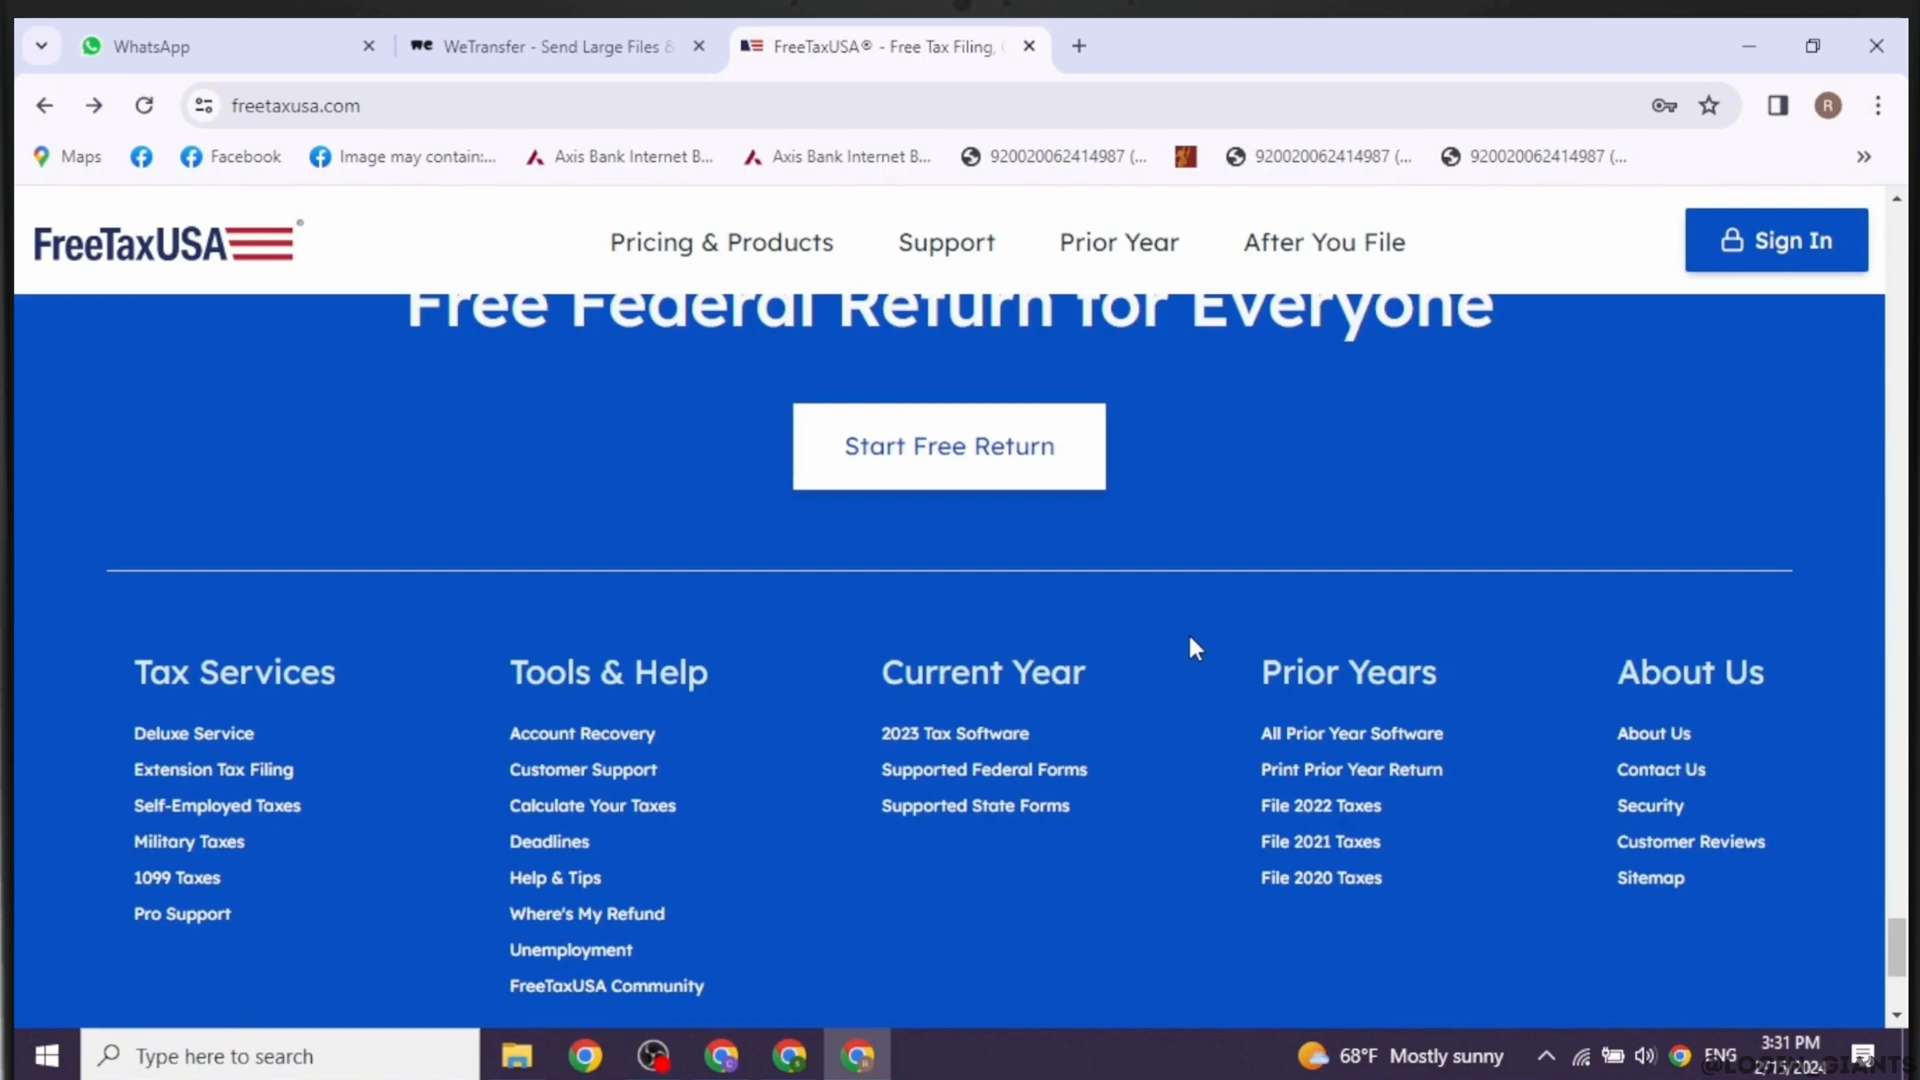 WhatsApp
WeTransfer - Send Large Files &
FreeTaxUSA® - Free Tax Filing,
freetaxusa.com
R
Maps
Facebook
Image may contain:...
Axis Bank Internet B...
Axis Bank Internet B...
920020062414987 (...
920020062414987 (...
920020062414987 (...
FreeTaxUSA®
Pricing & Products
Support
Prior Year
After You File
Sign In
Free Federal Return for Everyone
Start Free Return
Tax Services
Deluxe Service
Extension Tax Filing
Self-Employed Taxes
Military Taxes
1099 Taxes
Pro Support
Tools & Help
Account Recovery
Customer Support
Calculate Your Taxes
Deadlines
Help & Tips
Where's My Refund
Unemployment
FreeTaxUSA Community
Current Year
2023 Tax Software
Supported Federal Forms
Supported State Forms
Prior Years
All Prior Year Software
Print Prior Year Return
File 2022 Taxes
File 2021 Taxes
File 2020 Taxes
About Us
About Us
Contact Us
Security
Customer Reviews
Sitemap
Type here to search
68°F Mostly sunny
ENG
3:31 PM
2/15/2024
@LOGIN-GIANTS